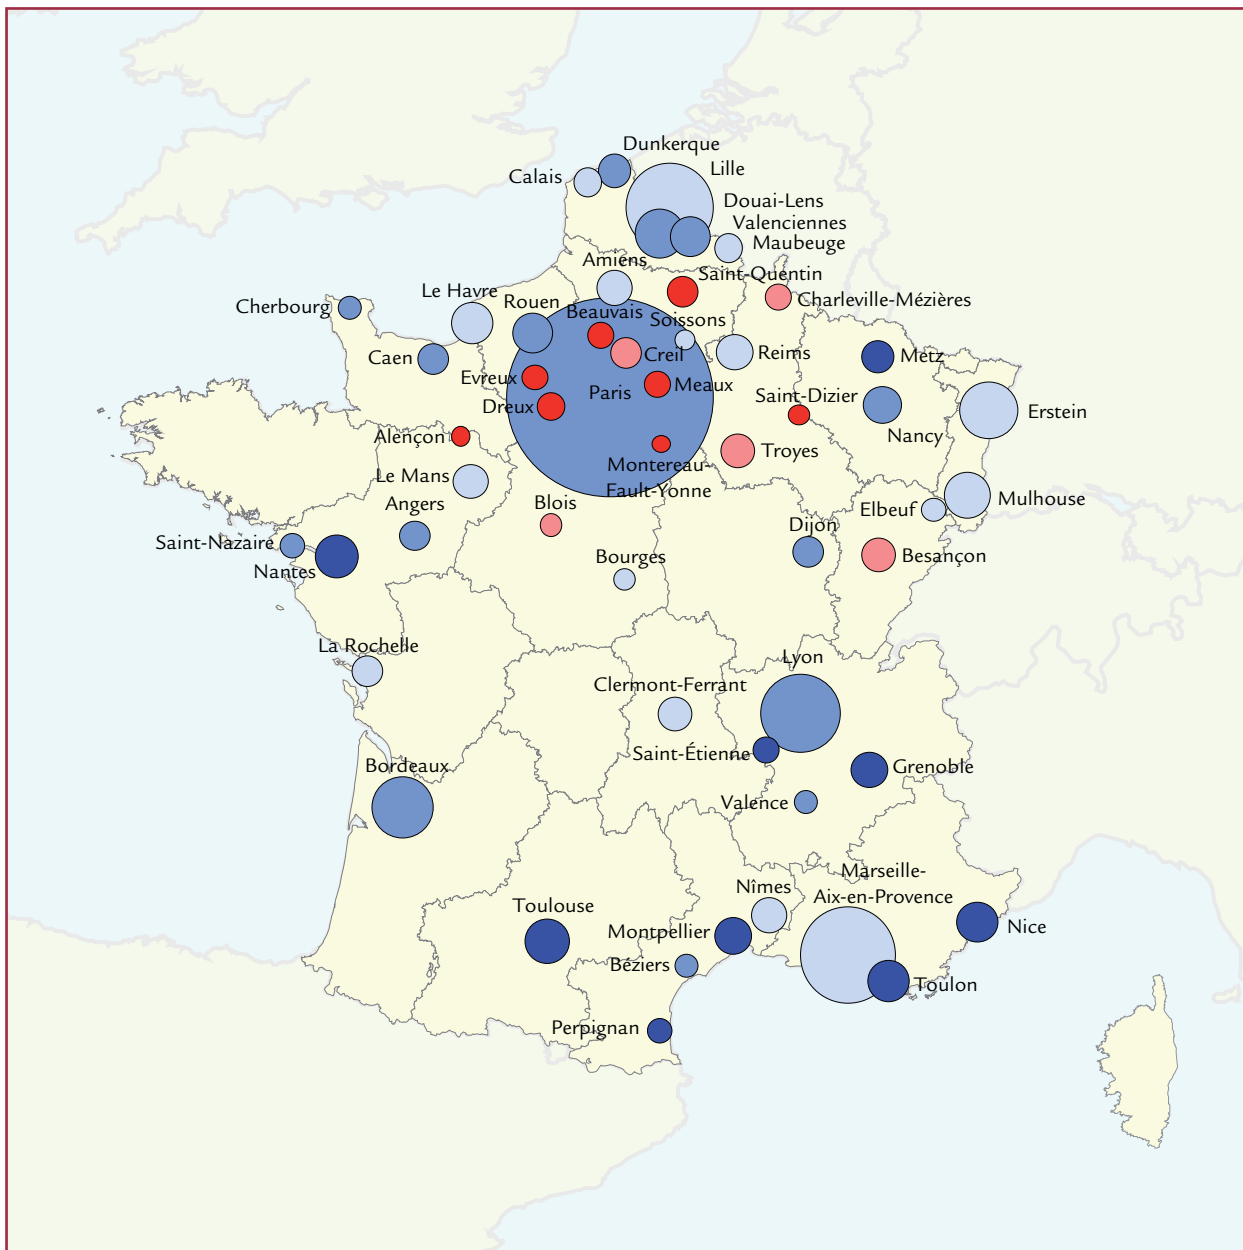 Dunkerque
Lille
Calais
Douai-Lens
Valenciennes
Maubeuge
Amiens
Saint-Quentin
Charleville-Mézières
Le Havre
Cherbourg
Rouen
Beauvais
Soissons
Caen
Creil
Reims
Metz
Evreux
Paris
Meaux
Saint-Dizier
Dreux
Erstein
Nancy
Alençon
Troyes
Montereau-
Fault-Yonne
Le Mans
Angers
Blois
Mulhouse
Elbeuf
Dijon
Saint-Nazaire
Nantes
Bourges
Besançon
La Rochelle
Lyon
Clermont-Ferrant
Saint-Étienne
Bordeaux
Grenoble
Valence
Marseille-
Aix-en-Provence
Nîmes
Toulouse
Montpellier
Nice
Béziers
Toulon
Perpignan